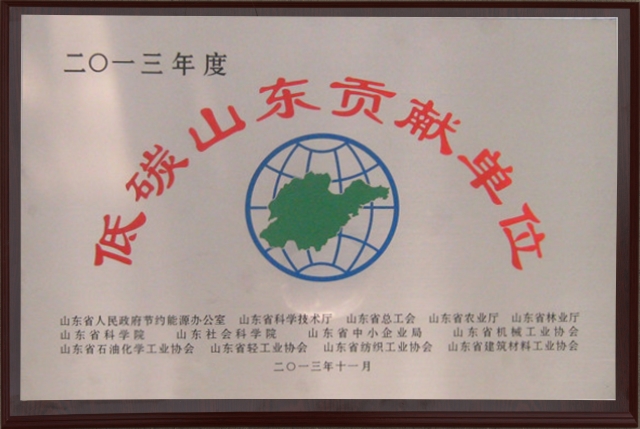 二〇一三年度
低碳山东贡献单位
山东省人民政府节约能源办公室 山东省科学技术厅 山东省总工会 山东省农业厅 山东省林业厅
山东省科学院 山东社会科学院 山东省中小企业局 山东省机械工业协会
山东省石油化学工业协会 山东省轻工业协会 山东省纺织工业协会 山东省建筑材料工业协会
二〇一三年十一月